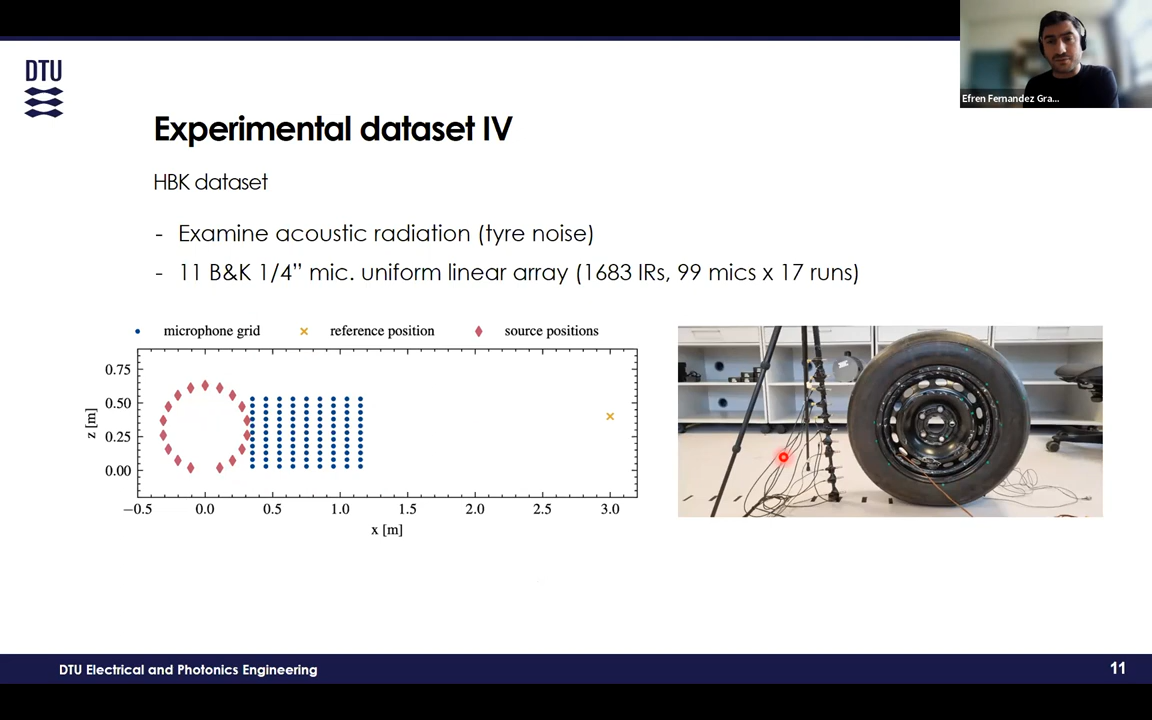 Efren Fernandez Gra...
DTU
Experimental dataset IV
HBK dataset
- Examine acoustic radiation (tyre noise)
- 11 B&K 1/4” mic. uniform linear array (1683 IRs, 99 mics x 17 runs)
microphone grid
reference position
source positions
0.75
0.50
0.25
0.00
z [m]
−0.5 0.0 0.5 1.0 1.5 2.0 2.5 3.0
x [m]
DTU Electrical and Photonics Engineering
11